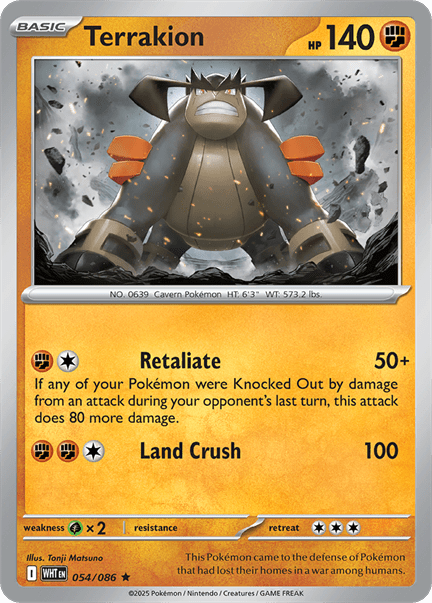 BASIC Terrakion HP 140
NO. 0639 Cavern Pokémon HT: 6'3" WT: 573.2 lbs.
Retaliate 50+
If any of your Pokémon were Knocked Out by damage
from an attack during your opponent's last turn, this attack
does 80 more damage.
Land Crush 100
weakness ×2 resistance retreat
Illus. Tonji Matsuno
I WHT EN 054/086 ★
This Pokémon came to the defense of Pokémon
that had lost their homes in a war among humans.
©2025 Pokémon / Nintendo / Creatures / GAME FREAK